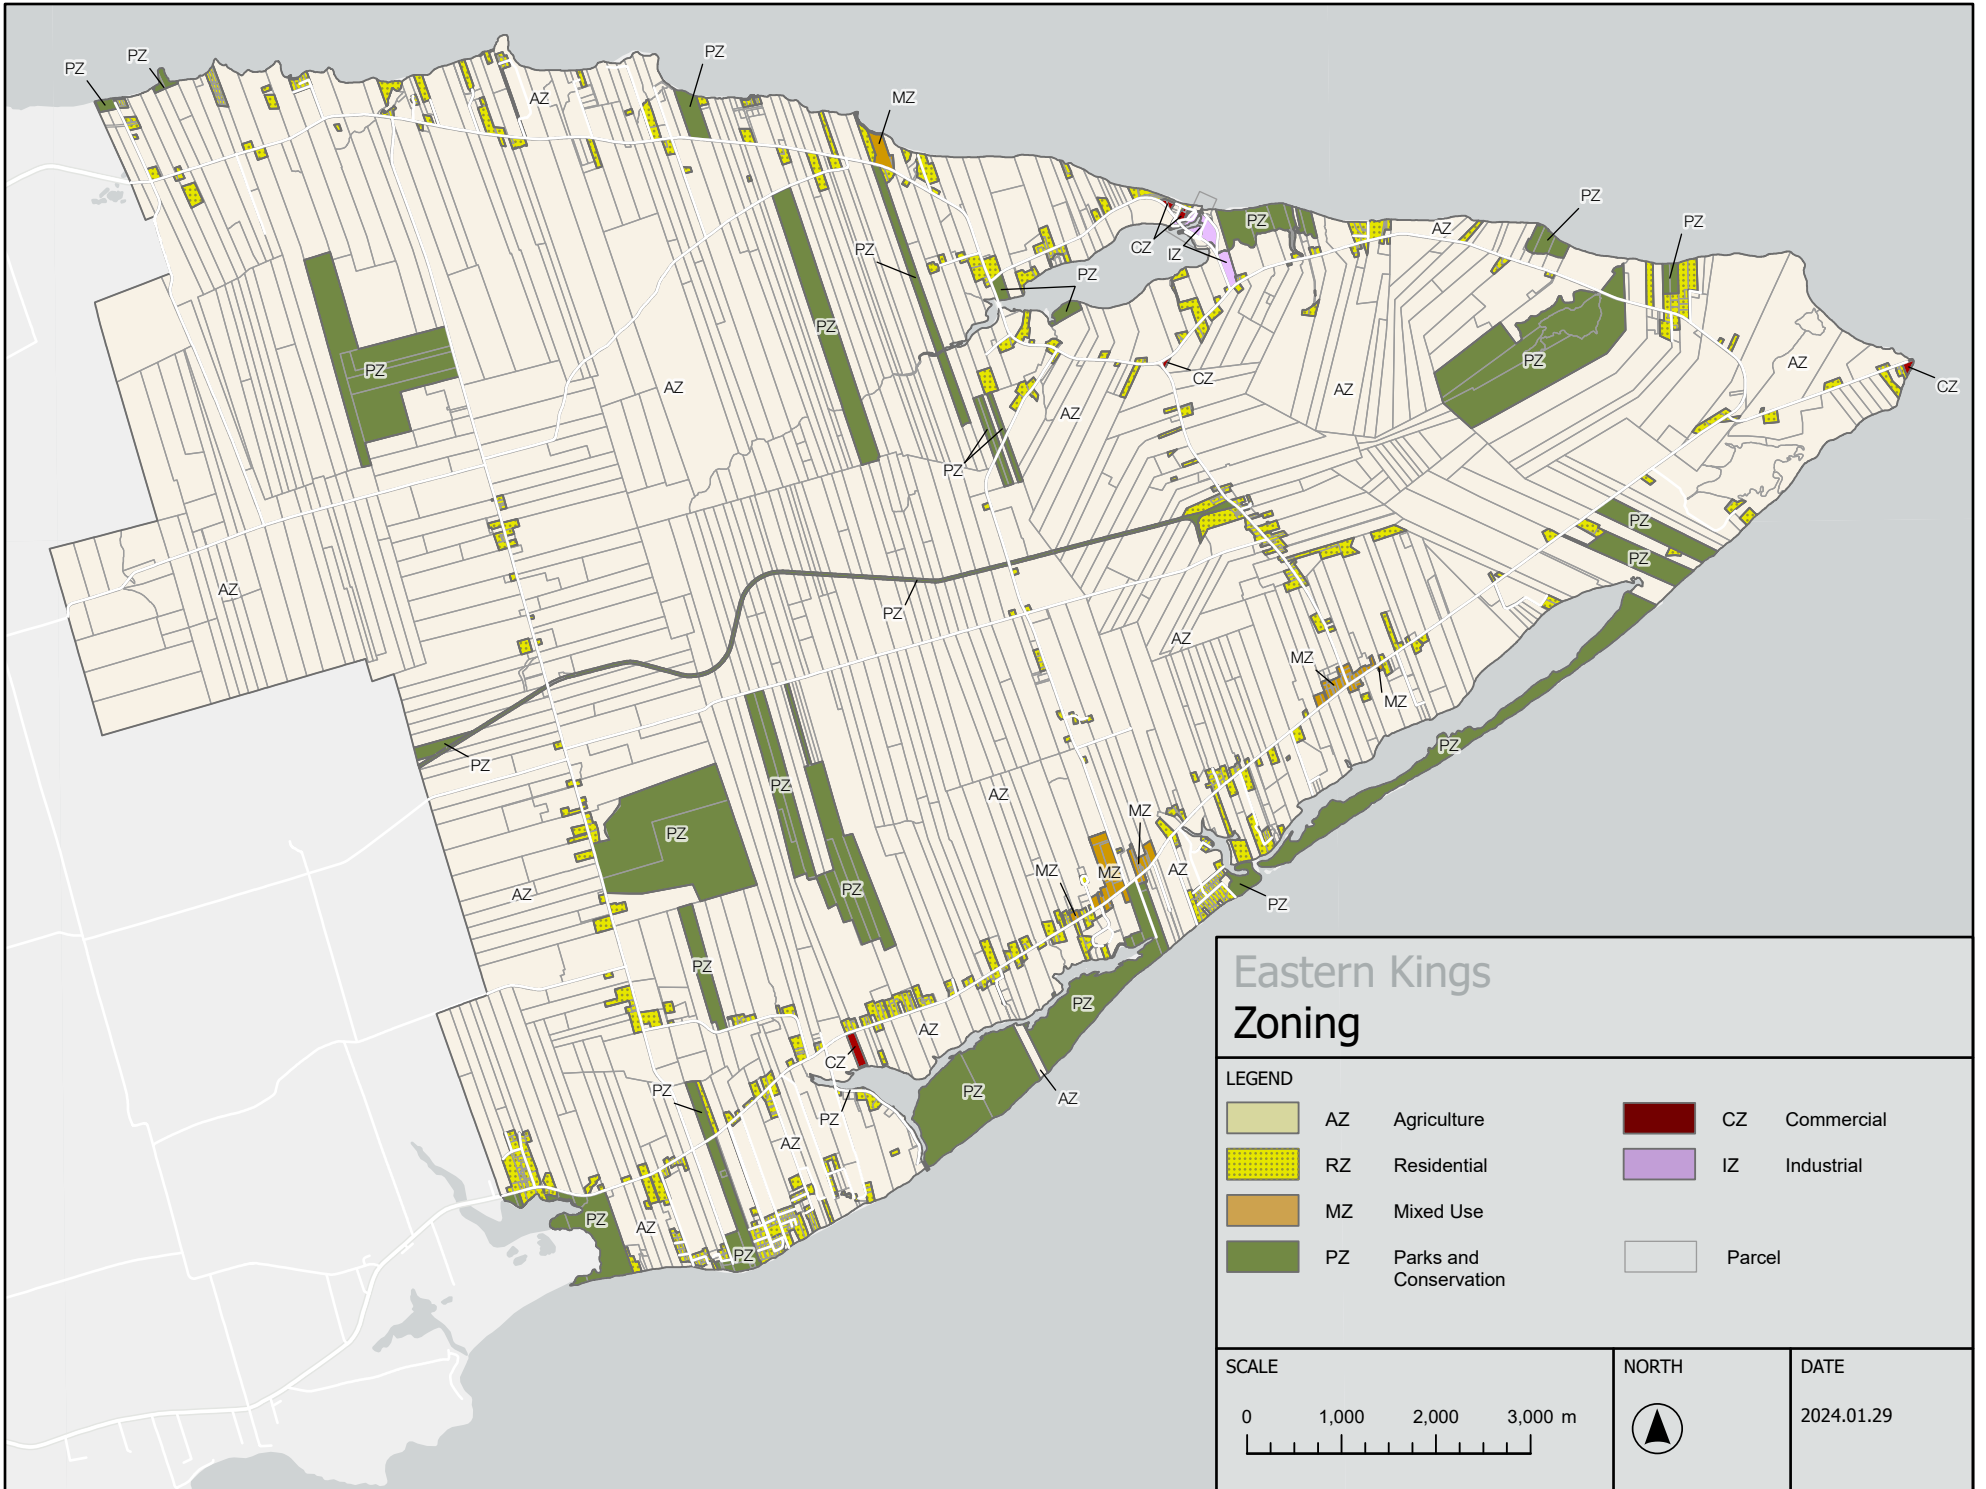 PZ
PZ
PZ
AZ
MZ
PZ
PZ
PZ
AZ
CZ
IZ
PZ
PZ
PZ
PZ
PZ
AZ
CZ
AZ
AZ
PZ
AZ
CZ
PZ
PZ
PZ
AZ
PZ
AZ
MZ
MZ
PZ
PZ
PZ
AZ
MZ
PZ
MZ
MZ
AZ
AZ
PZ
PZ
PZ
PZ
AZ
CZ
PZ
PZ
PZ
AZ
AZ
PZ
AZ
PZ
Eastern Kings
Zoning
LEGEND
AZ Agriculture
RZ Residential
MZ Mixed Use
PZ Parks and
Conservation
CZ Commercial
IZ Industrial
Parcel
SCALE
0 1,000 2,000 3,000 m
NORTH
DATE
2024.01.29